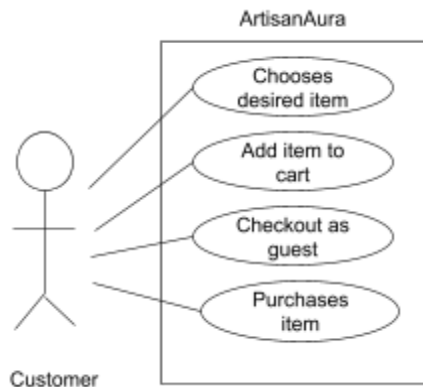 ArtisanAura
Chooses
desired item
Add item to
cart
Checkout as
guest
Purchases
item
Customer